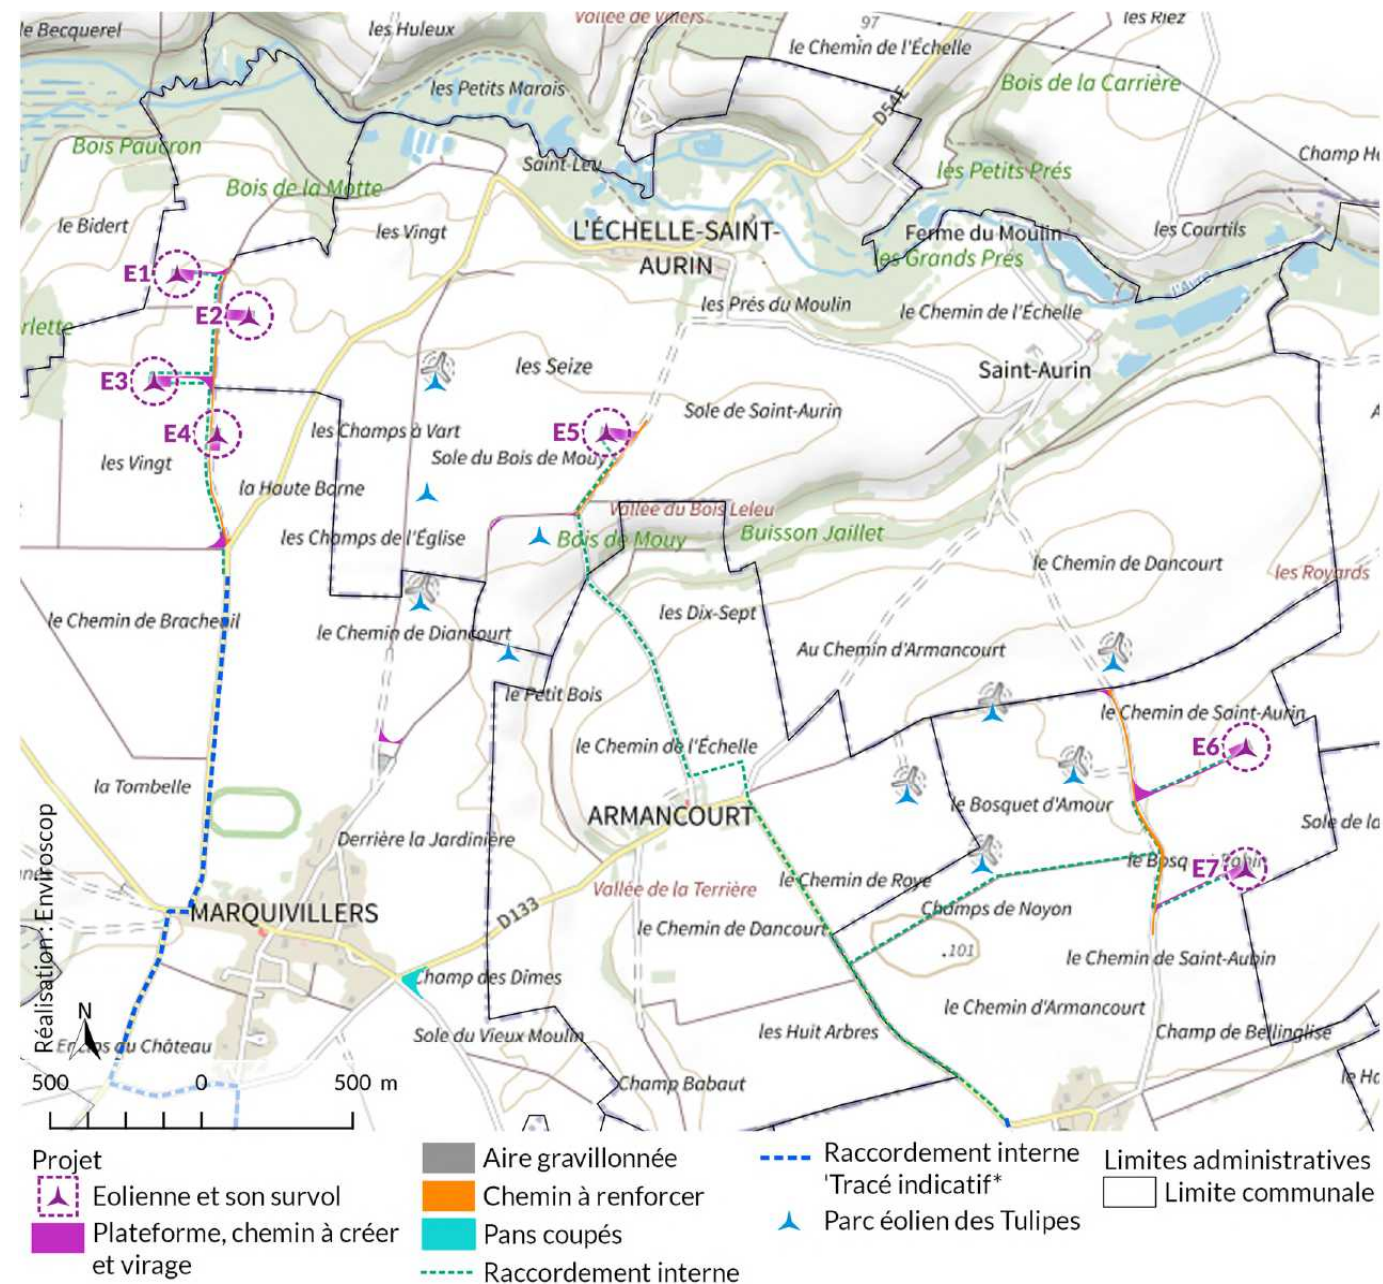 le Becquerel
les Huleux
Vallée de Villers
97
les Riez
le Chemin de l'Échelle
les Petits Marais
Bois de la Carrière
D54E
Bois Paucron
Saint-Leu
Champ H
Bois de la Motte
les Petits Prés
le Bidert
les Vingt
L'ÉCHELLE-SAINT-
AURIN
Ferme du Moulin
les Courtils
les Grands Prés
E1
l'Avre
les Prés du Moulin
le Chemin de l'Échelle
E2
rlette
les Seize
Saint-Aurin
E3
Sole de Saint-Aurin
E4
les Champs à Vart
E5
les Vingt
Sole du Bois de Mouy
la Haute Borne
Vallée du Bois Leleu
les Champs de l'Église
Bois de Mouy
Buisson Jaillet
le Chemin de Dancourt
les Royards
le Chemin de Bracheuil
le Chemin de Diancourt
les Dix-Sept
Au Chemin d'Armancourt
le Petit Bois
le Chemin de Saint-Aurin
le Chemin de l'Échelle
E6
la Tombelle
ARMANCOURT
le Bosquet d'Amour
Sole de la
Derrière la Jardinière
E7
le Bosq
Vallée de la Terrière
le Chemin de Roye
MARQUIVILLERS
D133
Champs de Noyon
le Chemin de Dancourt
.101
le Chemin de Saint-Aubin
Champ des Dîmes
le Chemin d'Armancourt
Réalisation : Enviroscop
N
Enclos du Château
Sole du Vieux Moulin
les Huit Arbres
Champ de Bellinglise
Champ Babaut
le Ho
500 0 500 m
Projet
Eolienne et son survol
Plateforme, chemin à créer
et virage
Aire gravillonnée
Chemin à renforcer
Pans coupés
Raccordement interne
Raccordement interne
'Tracé indicatif*
Parc éolien des Tulipes
Limites administratives
Limite communale